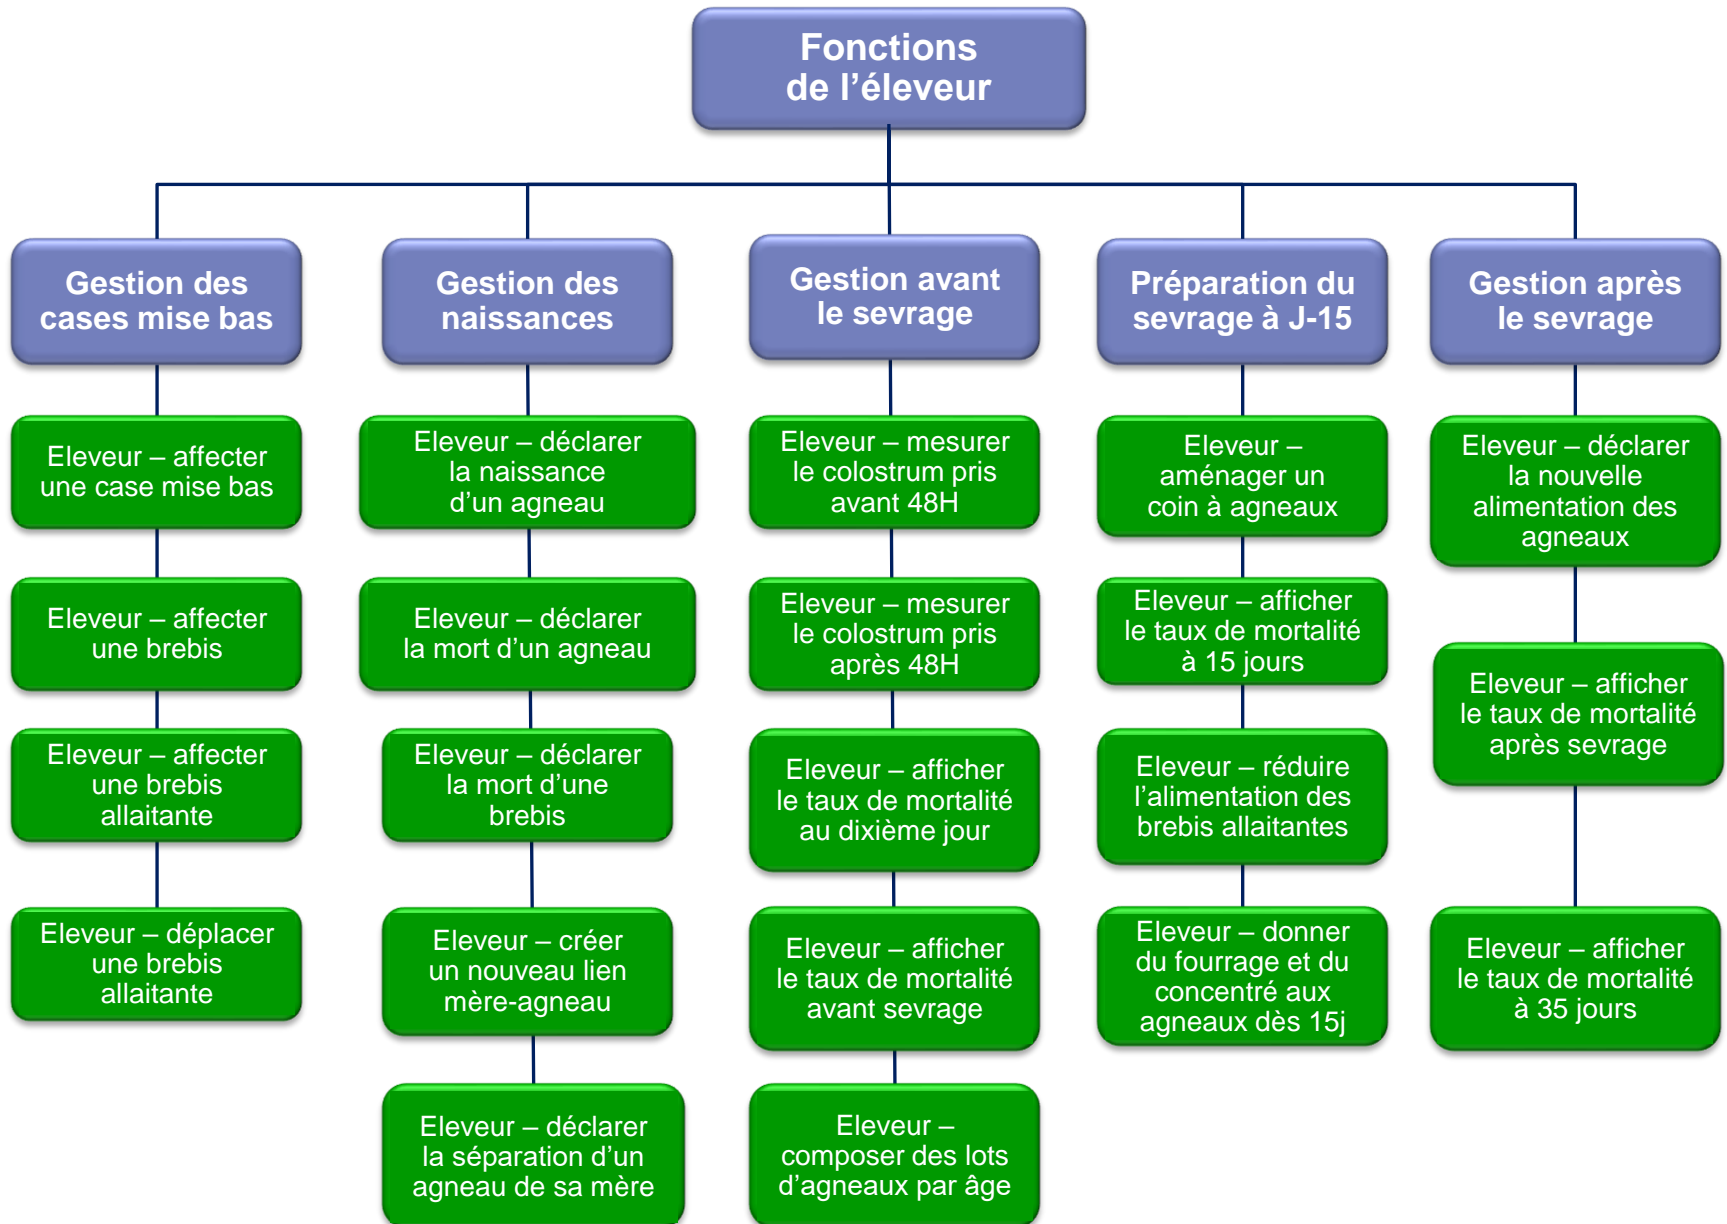 Fonctions
de l’éleveur
Gestion des
cases mise bas
Eleveur – affecter
une case mise bas
Eleveur – affecter
une brebis
Eleveur – affecter
une brebis
allaitante
Eleveur – déplacer
une brebis
allaitante
Gestion des
naissances
Eleveur – déclarer
la naissance
d’un agneau
Eleveur – déclarer
la mort d’un agneau
Eleveur – déclarer
la mort d’une
brebis
Eleveur – créer
un nouveau lien
mère-agneau
Eleveur – déclarer
la séparation d’un
agneau de sa mère
Gestion avant
le sevrage
Eleveur – mesurer
le colostrum pris
avant 48H
Eleveur – mesurer
le colostrum pris
après 48H
Eleveur – afficher
le taux de mortalité
au dixième jour
Eleveur – afficher
le taux de mortalité
avant sevrage
Eleveur –
composer des lots
d’agneaux par âge
Préparation du
sevrage à J-15
Eleveur –
aménager un
coin à agneaux
Eleveur – afficher
le taux de mortalité
à 15 jours
Eleveur – réduire
l’alimentation des
brebis allaitantes
Eleveur – donner
du fourrage et du
concentré aux
agneaux dès 15j
Gestion après
le sevrage
Eleveur – déclarer
la nouvelle
alimentation des
agneaux
Eleveur – afficher
le taux de mortalité
après sevrage
Eleveur – afficher
le taux de mortalité
à 35 jours